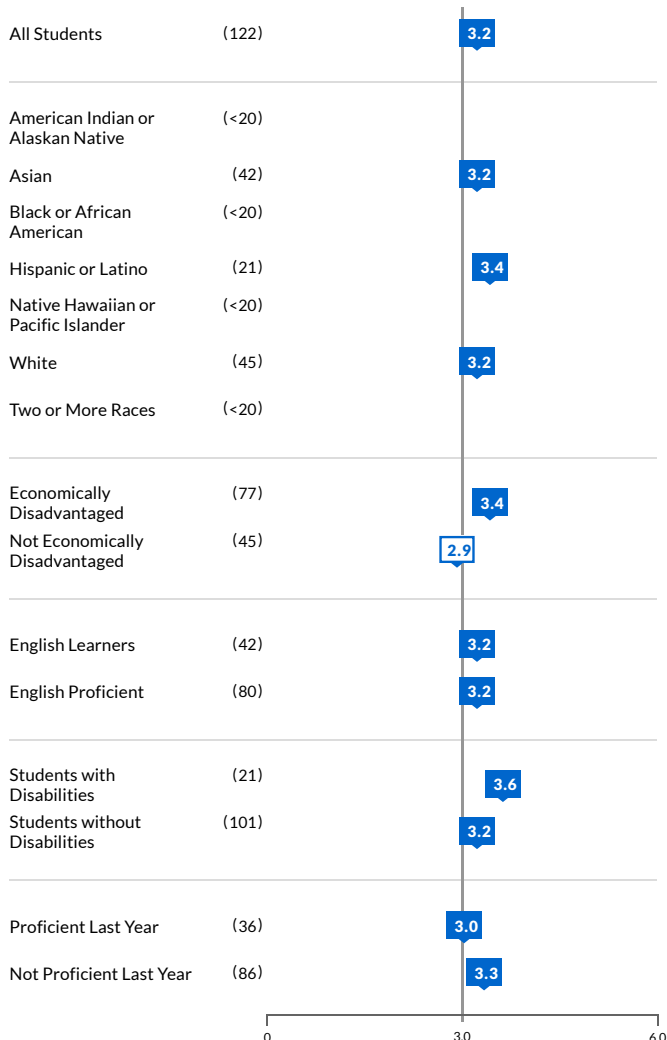 All Students (122) 3.2
American Indian or (<20)
Alaskan Native
Asian (42) 3.2
Black or African (<20)
American
Hispanic or Latino (21) 3.4
Native Hawaiian or (<20)
Pacific Islander
White (45) 3.2
Two or More Races (<20)
Economically (77) 3.4
Disadvantaged
Not Economically (45) 2.9
Disadvantaged
English Learners (42) 3.2
English Proficient (80) 3.2
Students with (21) 3.6
Disabilities
Students without (101) 3.2
Disabilities
Proficient Last Year (36) 3.0
Not Proficient Last Year (86) 3.3
0 3.0 6.0